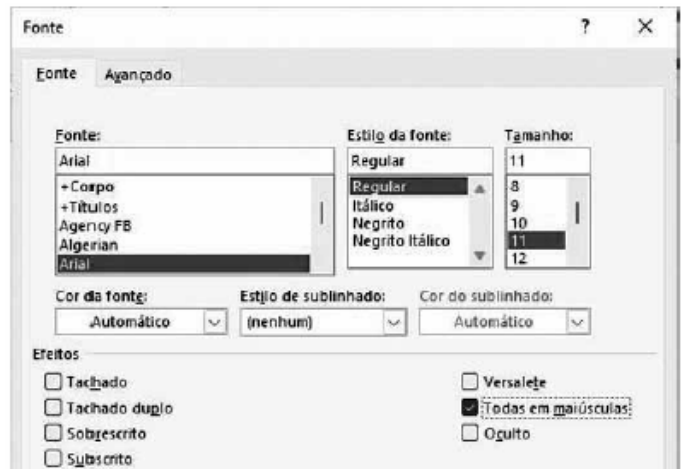 Fonte ? X
Fonte Avançado
Fonte: Estilo da fonte: Tamanho:
Arial Regular 11
+Corpo Regular 8
+Títulos Itálico 9
Agency FB Negrito 10
Algerian Negrito Itálico 11
Arial 12
Cor da fonte: Estilo de sublinhado: Cor do sublinhado:
Automático (nenhum) Automático
Efeitos
Tachado Versalete
Tachado duplo Todas em maiúsculas
Sobrescrito Oculto
Subscrito